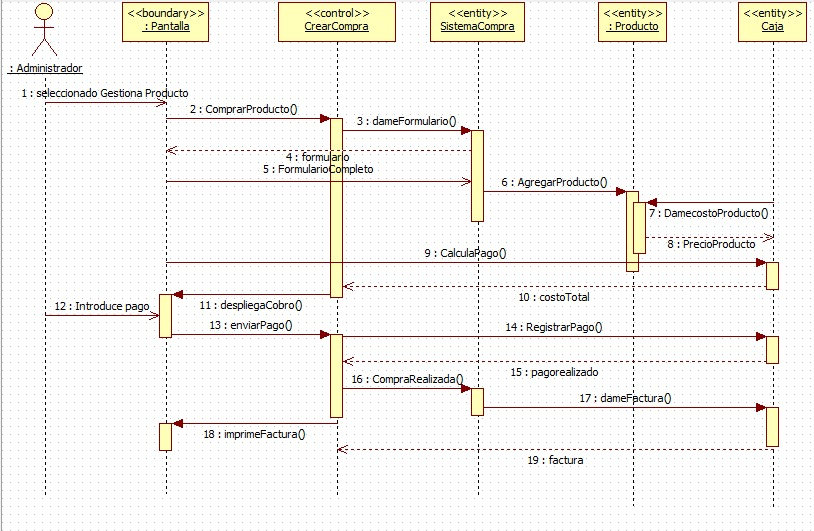 <<boundary>>
: Pantalla
<<control>>
CrearCompra
<<entity>>
SistemaCompra
<<entity>>
: Producto
<<entity>>
Caja
: Administrador
1 : seleccionado Gestiona Producto
2 : ComprarProducto()
3 : dameFormulario()
4 : formulario
5 : FormularioCompleto
6 : AgregarProducto()
7 : DamecostoProducto()
8 : PrecioProducto
9 : CalculaPago()
10 : costoTotal
11 : despliegaCobro()
12 : Introduce pago
13 : enviarPago()
14 : RegistrarPago()
15 : pagorealizado
16 : CompraRealizada()
17 : dameFactura()
18 : imprimeFactura()
19 : factura